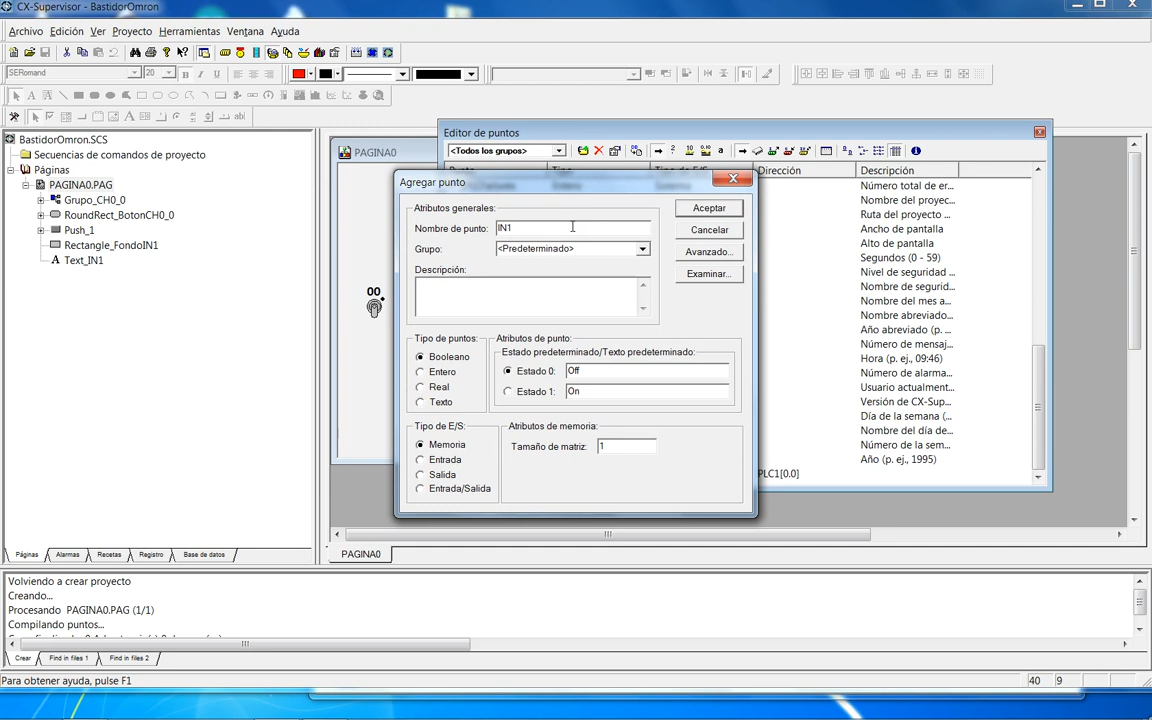 CX-Supervisor - BastidorOmron
Archivo Edición Ver Proyecto Herramientas Ventana Ayuda
SERomand 20 B I U
BastidorOmron.SCS
Secuencias de comandos de proyecto
Páginas
PAGINA0.PAG
Grupo_CH0_0
RoundRect_BotonCH0_0
Push_1
Rectangle_FondoIN1
Text_IN1
Páginas Alarmas Recetas Registro Base de datos
PAGINA0
00
PAGINA0
Editor de puntos
<Todos los grupos>
Dirección Descripción
Número total de er...
Nombre del proyec...
Ruta del proyecto ...
Ancho de pantalla
Alto de pantalla
Segundos (0 - 59)
Nivel de seguridad ...
Nombre de segurid...
Nombre del mes a...
Nombre abreviado...
Año abreviado (p. ...
Número de mensaj...
Hora (p. ej., 09:46)
Número de alarma...
Usuario actualment...
Versión de CX-Sup...
Día de la semana (...
Nombre del día de...
Número de la sem...
Año (p. ej., 1995)
PLC1[0.0]
Agregar punto
Atributos generales:
Nombre de punto: IN1
Grupo: <Predeterminado>
Descripción:
Aceptar
Cancelar
Avanzado...
Examinar...
Tipo de puntos:
Booleano
Entero
Real
Texto
Atributos de punto:
Estado predeterminado/Texto predeterminado:
Estado 0: Off
Estado 1: On
Tipo de E/S:
Memoria
Entrada
Salida
Entrada/Salida
Atributos de memoria:
Tamaño de matriz: 1
Volviendo a crear proyecto
Creando...
Procesando PAGINA0.PAG (1/1)
Compilando puntos...
Crear Find in files 1 Find in files 2
Para obtener ayuda, pulse F1
40 9